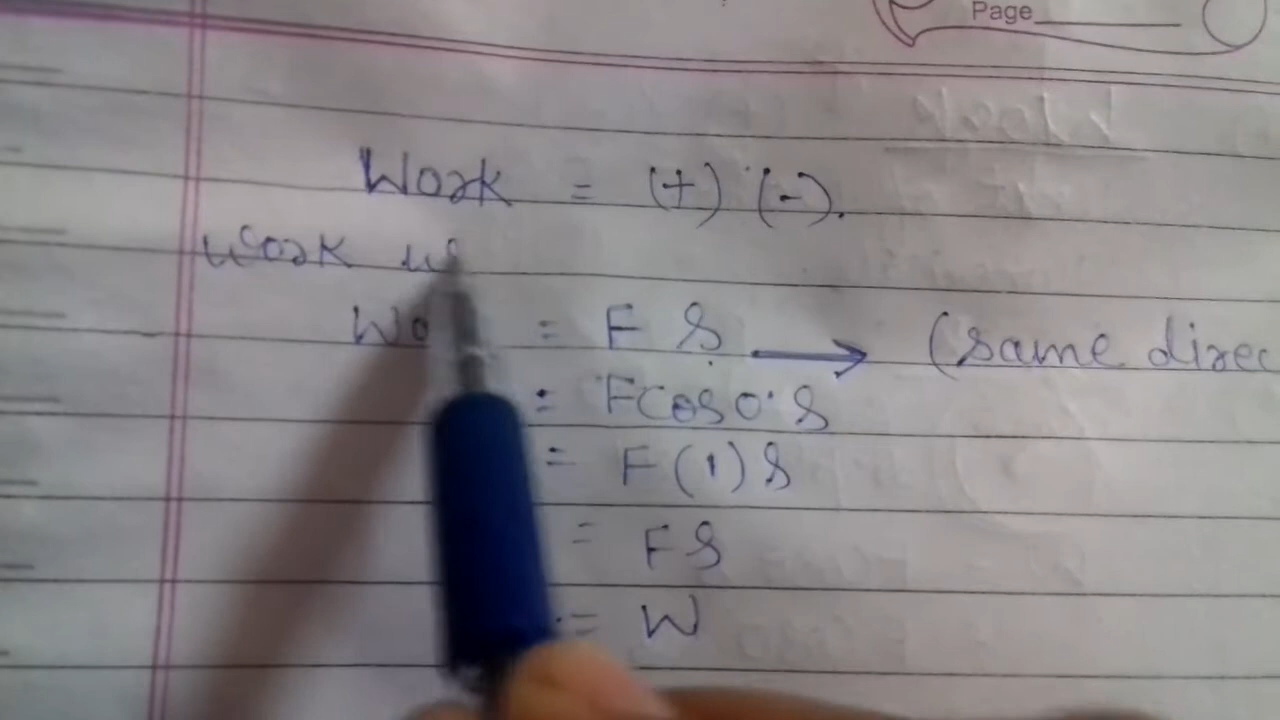 Page
Work = (+) (-).
Work
= F S → (same direc
= F cos 0° S
= F (1) S
= F S
= W